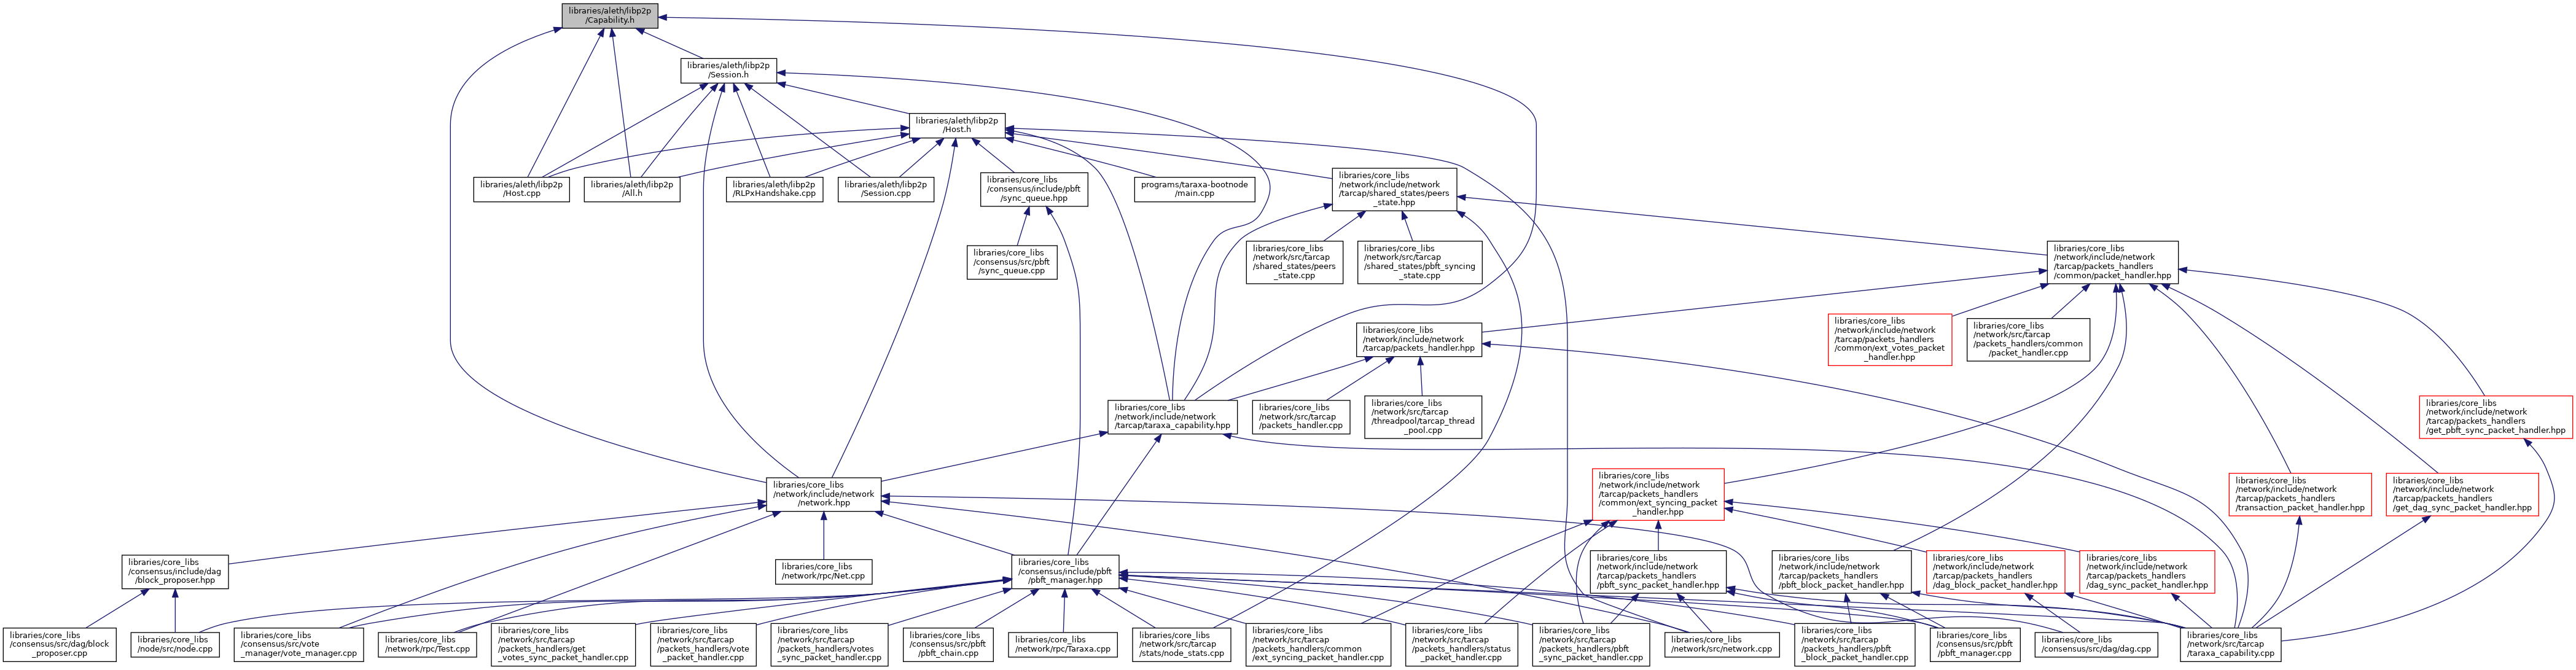 libraries/aleth/libp2p
/Capability.h
libraries/aleth/libp2p
/Session.h
libraries/aleth/libp2p
/Host.h
libraries/aleth/libp2p
/Host.cpp
libraries/aleth/libp2p
/All.h
libraries/aleth/libp2p
/RLPxHandshake.cpp
libraries/aleth/libp2p
/Session.cpp
libraries/core_libs
/consensus/include/pbft
/sync_queue.hpp
programs/taraxa-bootnode
/main.cpp
libraries/core_libs
/network/include/network
/tarcap/shared_states/peers
_state.hpp
libraries/core_libs
/consensus/src/pbft
/sync_queue.cpp
libraries/core_libs
/network/src/tarcap
/shared_states/peers
_state.cpp
libraries/core_libs
/network/src/tarcap
/shared_states/pbft_syncing
_state.cpp
libraries/core_libs
/network/include/network
/tarcap/packets_handlers
/common/packet_handler.hpp
libraries/core_libs
/network/include/network
/tarcap/packets_handler.hpp
libraries/core_libs
/network/include/network
/tarcap/packets_handlers
/common/ext_votes_packet
_handler.hpp
libraries/core_libs
/network/src/tarcap
/packets_handlers/common
/packet_handler.cpp
libraries/core_libs
/network/include/network
/tarcap/taraxa_capability.hpp
libraries/core_libs
/network/src/tarcap
/packets_handler.cpp
libraries/core_libs
/network/src/tarcap
/threadpool/tarcap_thread
_pool.cpp
libraries/core_libs
/network/include/network
/tarcap/packets_handlers
/get_pbft_sync_packet_handler.hpp
libraries/core_libs
/network/include/network
/network.hpp
libraries/core_libs
/network/include/network
/tarcap/packets_handlers
/common/ext_syncing_packet
_handler.hpp
libraries/core_libs
/network/include/network
/tarcap/packets_handlers
/transaction_packet_handler.hpp
libraries/core_libs
/network/include/network
/tarcap/packets_handlers
/get_dag_sync_packet_handler.hpp
libraries/core_libs
/consensus/include/dag
/block_proposer.hpp
libraries/core_libs
/network/rpc/Net.cpp
libraries/core_libs
/consensus/include/pbft
/pbft_manager.hpp
libraries/core_libs
/network/include/network
/tarcap/packets_handlers
/pbft_sync_packet_handler.hpp
libraries/core_libs
/network/include/network
/tarcap/packets_handlers
/pbft_block_packet_handler.hpp
libraries/core_libs
/network/include/network
/tarcap/packets_handlers
/dag_block_packet_handler.hpp
libraries/core_libs
/network/include/network
/tarcap/packets_handlers
/dag_sync_packet_handler.hpp
libraries/core_libs
/consensus/src/dag/block
_proposer.cpp
libraries/core_libs
/node/src/node.cpp
libraries/core_libs
/consensus/src/vote
_manager/vote_manager.cpp
libraries/core_libs
/network/rpc/Test.cpp
libraries/core_libs
/network/src/tarcap
/packets_handlers/get
_votes_sync_packet_handler.cpp
libraries/core_libs
/network/src/tarcap
/packets_handlers/vote
_packet_handler.cpp
libraries/core_libs
/network/src/tarcap
/packets_handlers/votes
_sync_packet_handler.cpp
libraries/core_libs
/consensus/src/pbft
/pbft_chain.cpp
libraries/core_libs
/network/rpc/Taraxa.cpp
libraries/core_libs
/network/src/tarcap
/stats/node_stats.cpp
libraries/core_libs
/network/src/tarcap
/packets_handlers/common
/ext_syncing_packet_handler.cpp
libraries/core_libs
/network/src/tarcap
/packets_handlers/status
_packet_handler.cpp
libraries/core_libs
/network/src/tarcap
/packets_handlers/pbft
_sync_packet_handler.cpp
libraries/core_libs
/network/src/network.cpp
libraries/core_libs
/network/src/tarcap
/packets_handlers/pbft
_block_packet_handler.cpp
libraries/core_libs
/consensus/src/pbft
/pbft_manager.cpp
libraries/core_libs
/consensus/src/dag/dag.cpp
libraries/core_libs
/network/src/tarcap
/taraxa_capability.cpp